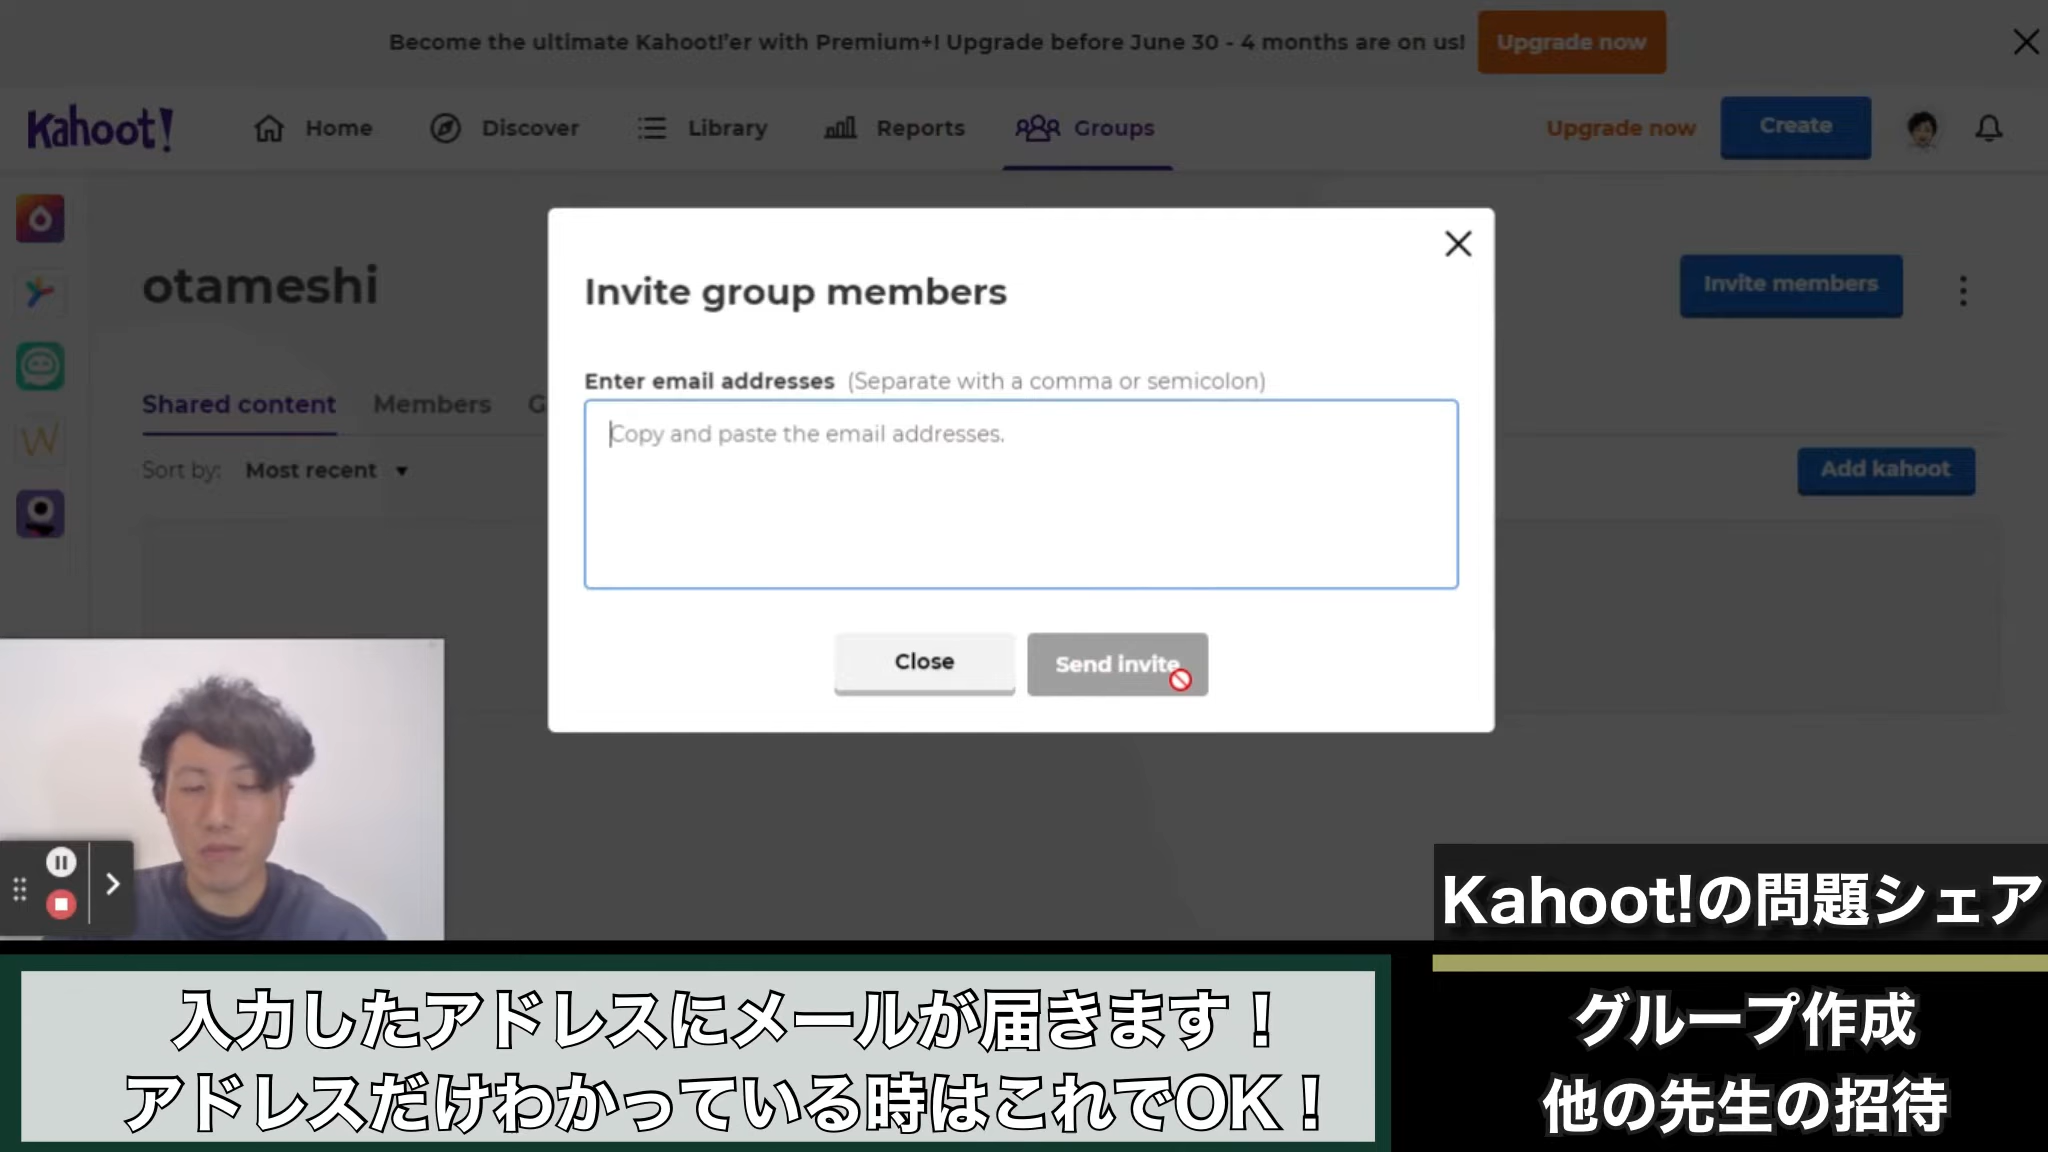 Become the ultimate Kahoot!'er with Premium+! Upgrade before June 30 - 4 months are on us!
Upgrade now
Kahoot!
Home
Discover
Library
Reports
Groups
Upgrade now
Create
otameshi
Invite members
Shared content
Members
G
Sort by: Most recent
Add kahoot
Invite group members
Enter email addresses (Separate with a comma or semicolon)
Copy and paste the email addresses.
Close
Send invite
W
Kahoot!の問題シェア
入力したアドレスにメールが届きます！
アドレスだけわかっている時はこれでOK！
グループ作成
他の先生の招待